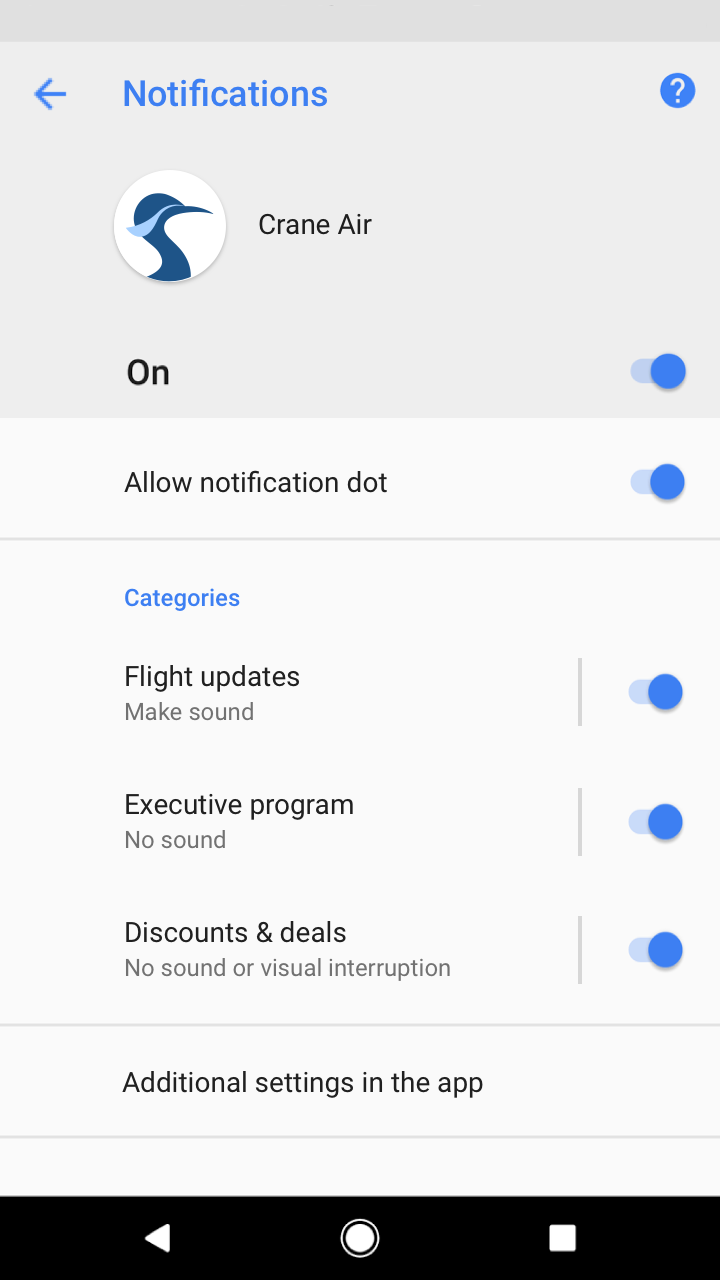 Notifications
?
Crane Air
On
Allow notification dot
Categories
Flight updates
Make sound
Executive program
No sound
Discounts & deals
No sound or visual interruption
Additional settings in the app